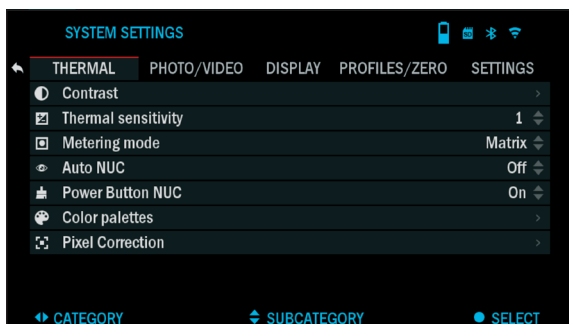 SYSTEM SETTINGS
THERMAL PHOTO/VIDEO DISPLAY PROFILES/ZERO SETTINGS
Contrast
Thermal sensitivity 1
Metering mode Matrix
Auto NUC Off
Power Button NUC On
Color palettes
Pixel Correction
CATEGORY SUBCATEGORY SELECT